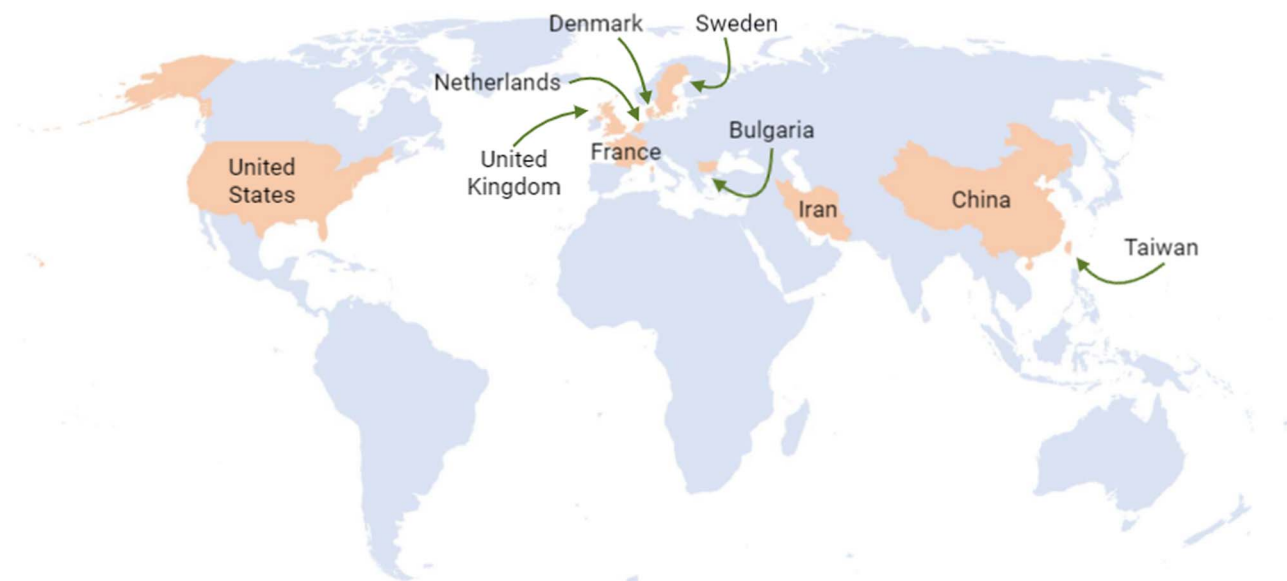 Denmark
Sweden
Netherlands
Bulgaria
United
Kingdom
France
United
States
Iran
China
Taiwan